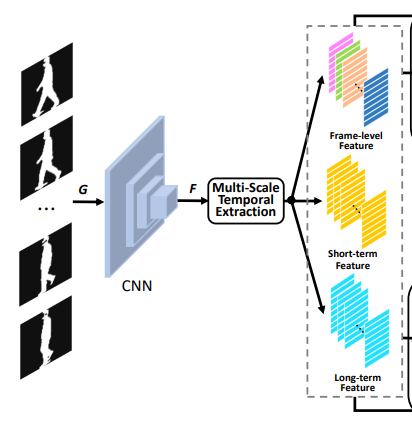 Frame-level
Feature
G
F
Multi-Scale
Temporal
Extraction
...
Short-term
Feature
CNN
Long-term
Feature